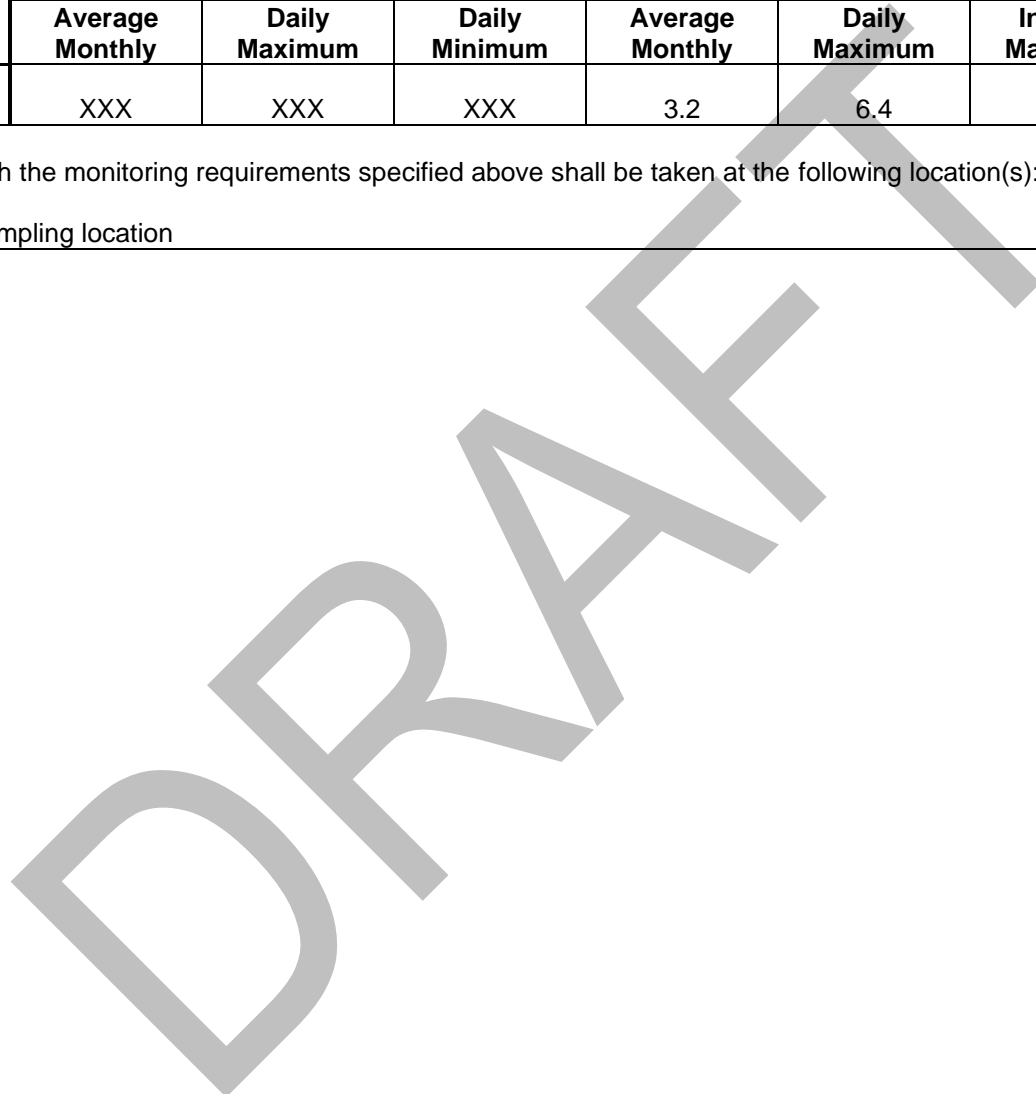 Average Monthly Daily Maximum Daily Minimum Average Monthly Daily Maximum
XXX XXX XXX 3.2 6.4
the monitoring requirements specified above shall be taken at the following location(s):
location
DRAFT